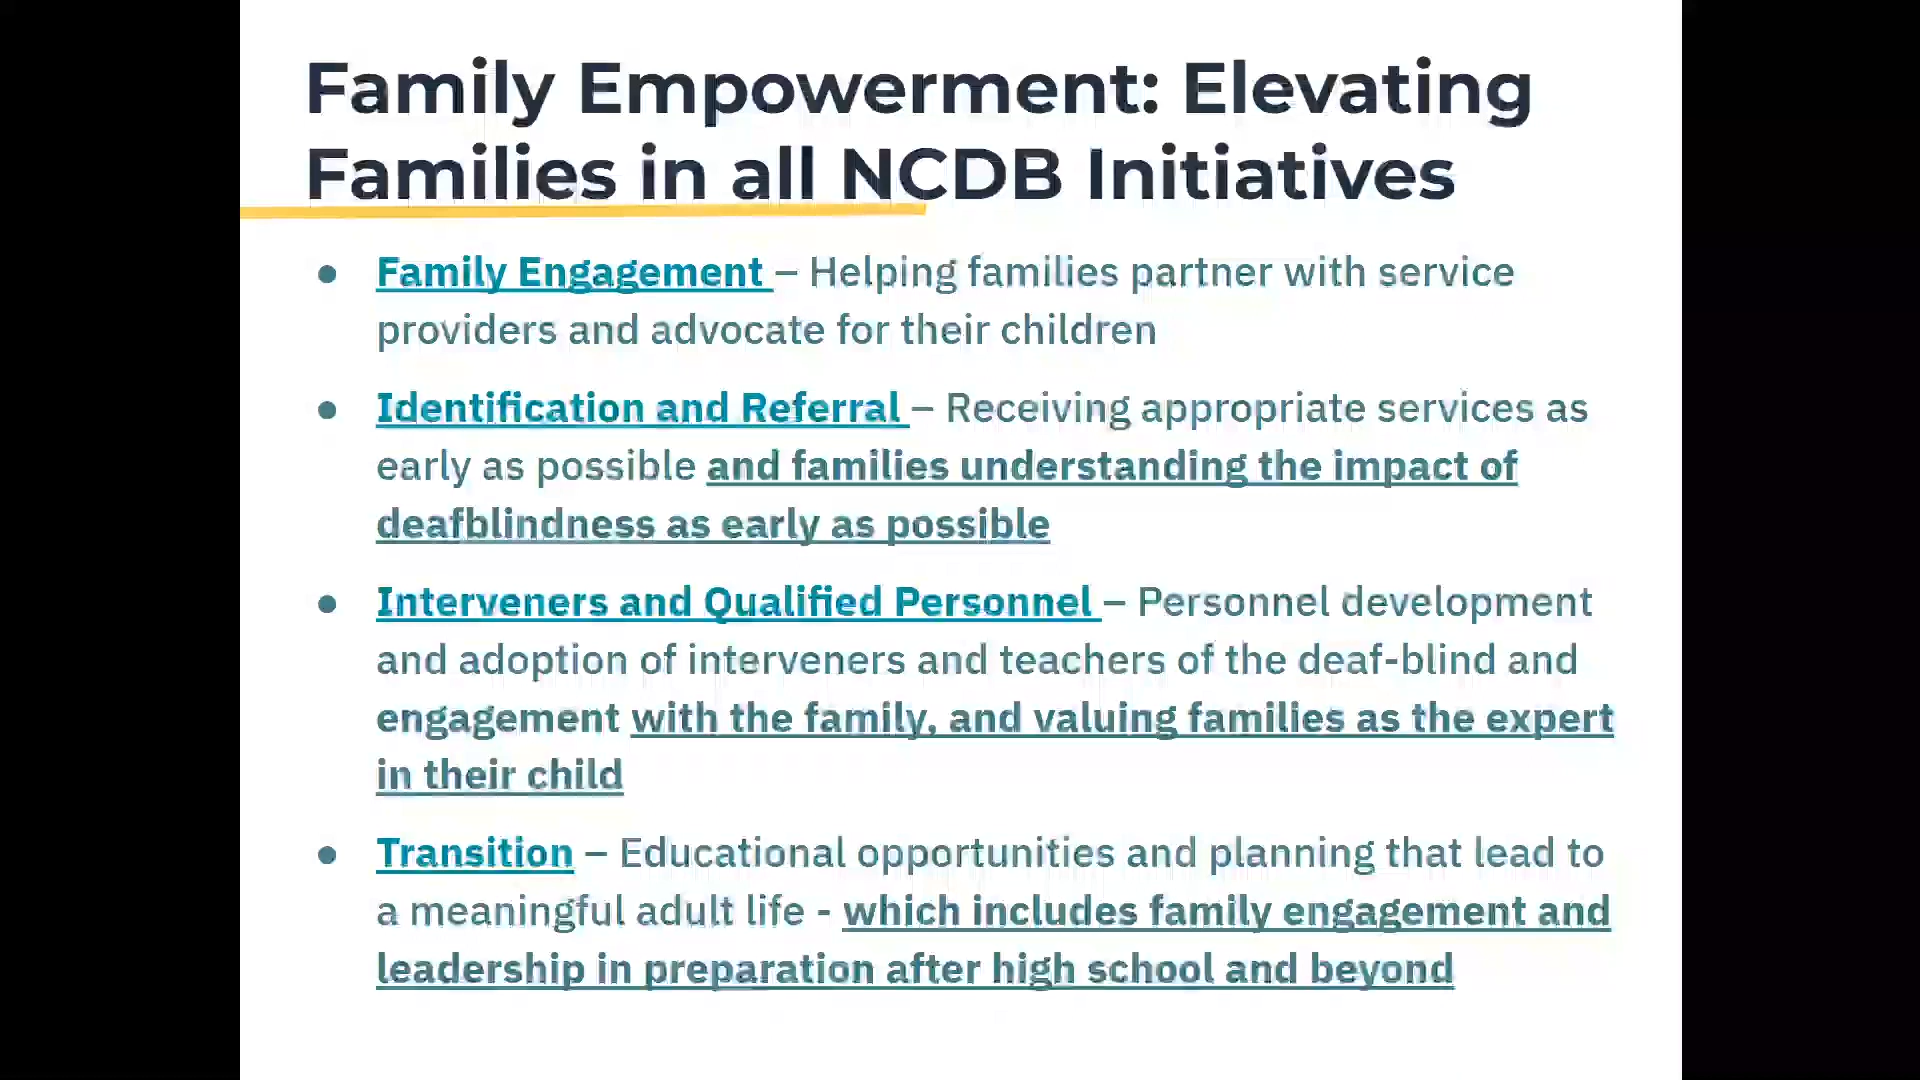 Family Empowerment: Elevating
Families in all NCDB Initiatives
● Family Engagement – Helping families partner with service
providers and advocate for their children
● Identification and Referral – Receiving appropriate services as
early as possible and families understanding the impact of
deafblindness as early as possible
● Interveners and Qualified Personnel – Personnel development
and adoption of interveners and teachers of the deaf-blind and
engagement with the family, and valuing families as the expert
in their child
● Transition – Educational opportunities and planning that lead to
a meaningful adult life - which includes family engagement and
leadership in preparation after high school and beyond